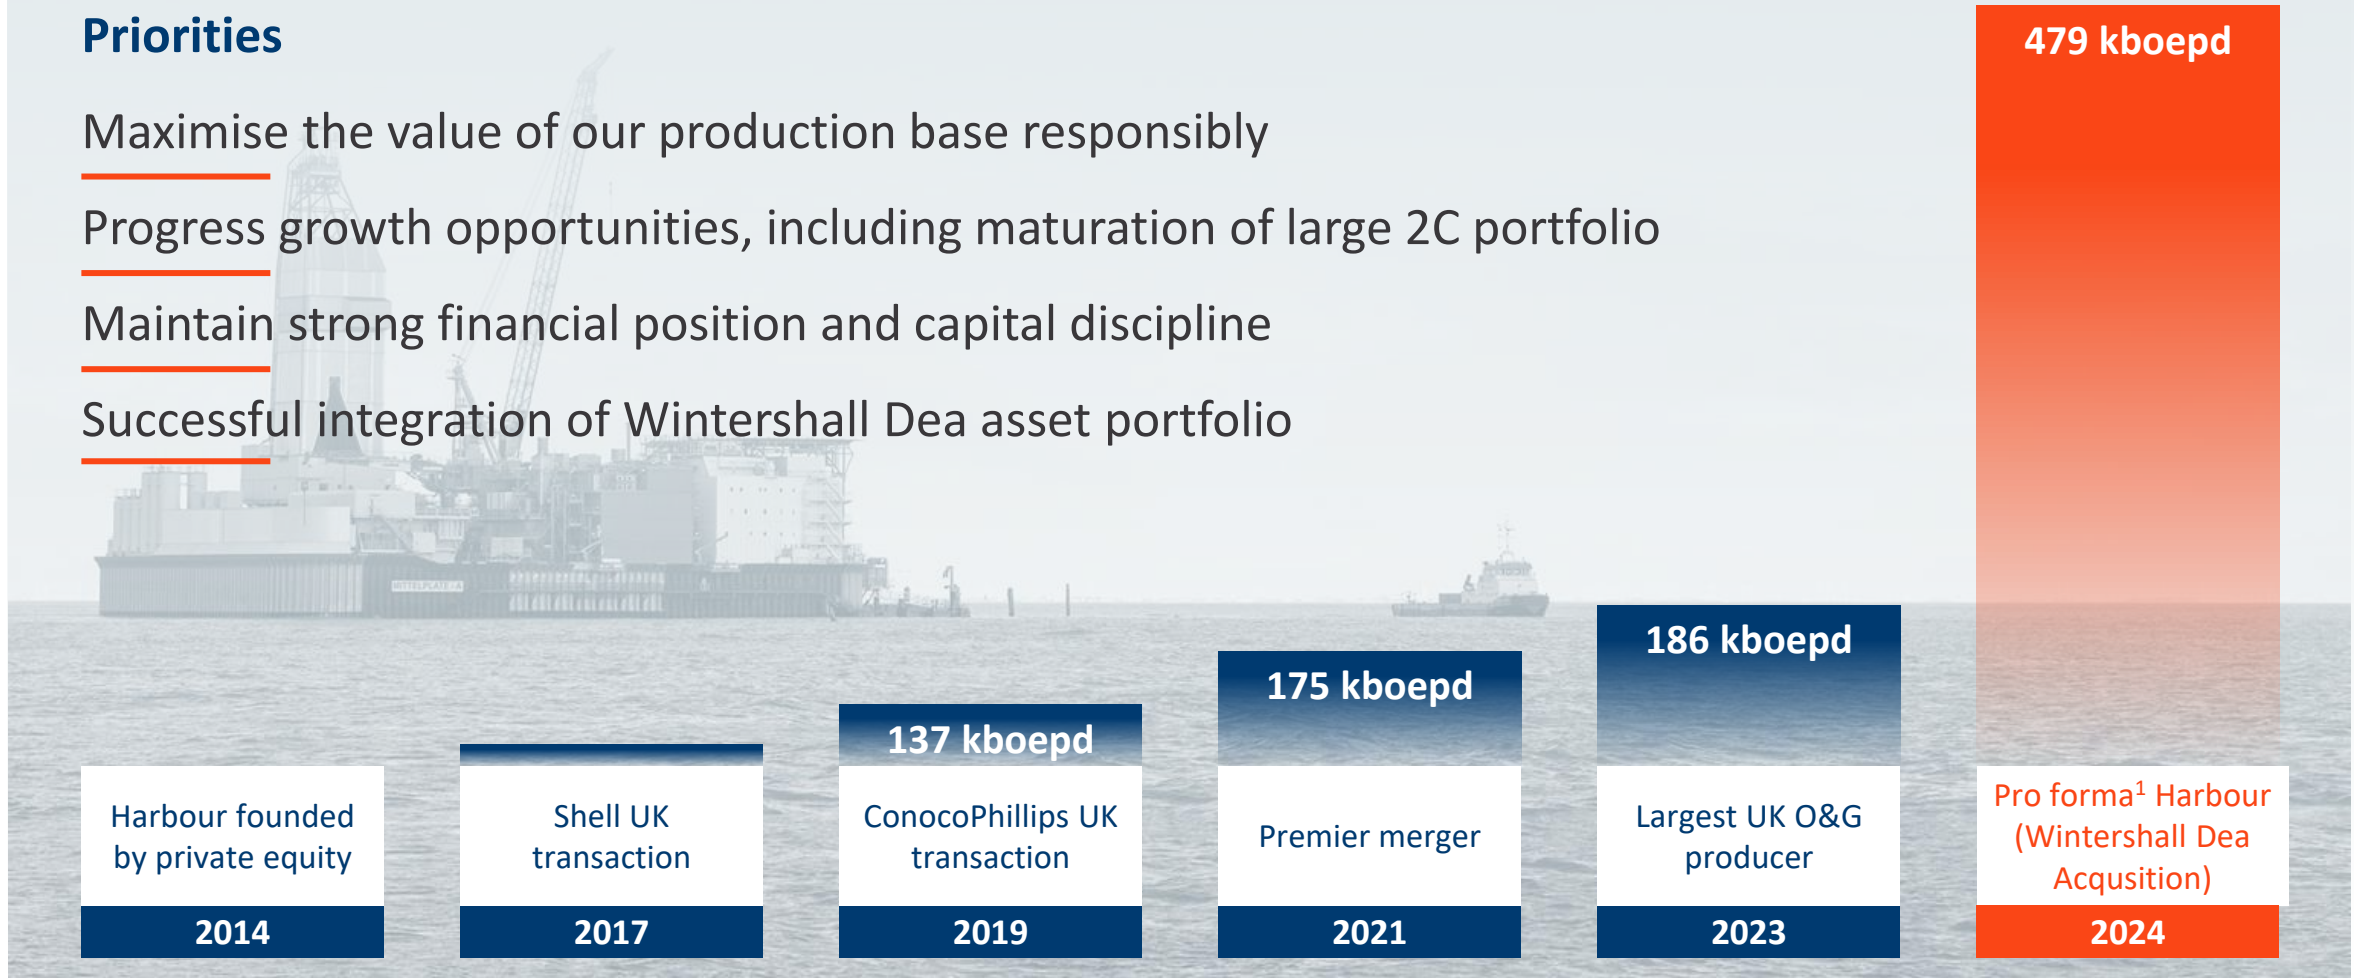 Priorities
Maximise the value of our production base responsibly
Progress growth opportunities, including maturation of large 2C portfolio
Maintain strong financial position and capital discipline
Successful integration of Wintershall Dea asset portfolio
479 kboepd
186 kboepd
175 kboepd
137 kboepd
Harbour founded
by private equity
2014
Shell UK
transaction
2017
ConocoPhillips UK
transaction
2019
Premier merger
2021
Largest UK O&G
producer
2023
Pro forma¹ Harbour
(Wintershall Dea
Acqusition)
2024